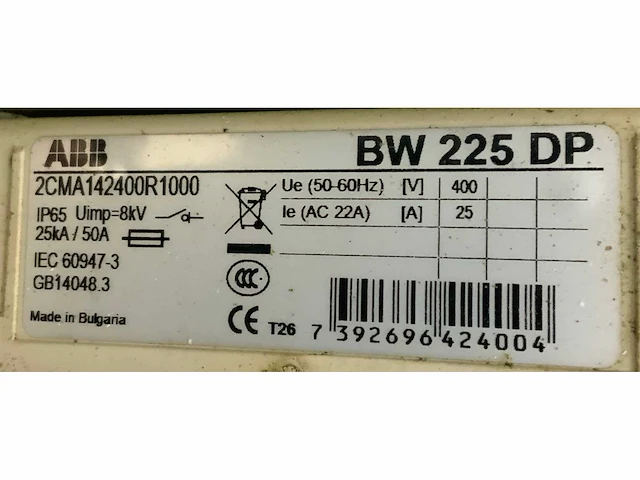 ABB BW 225 DP
2CMA142400R1000
IP65 Uimp=8kV
25kA / 50A
IEC 60947-3
GB14048.3
Made in Bulgaria
Ue (50-60Hz) [V] 400
Ie (AC 22A) [A] 25
CCC
CE T26 7 392696 424004